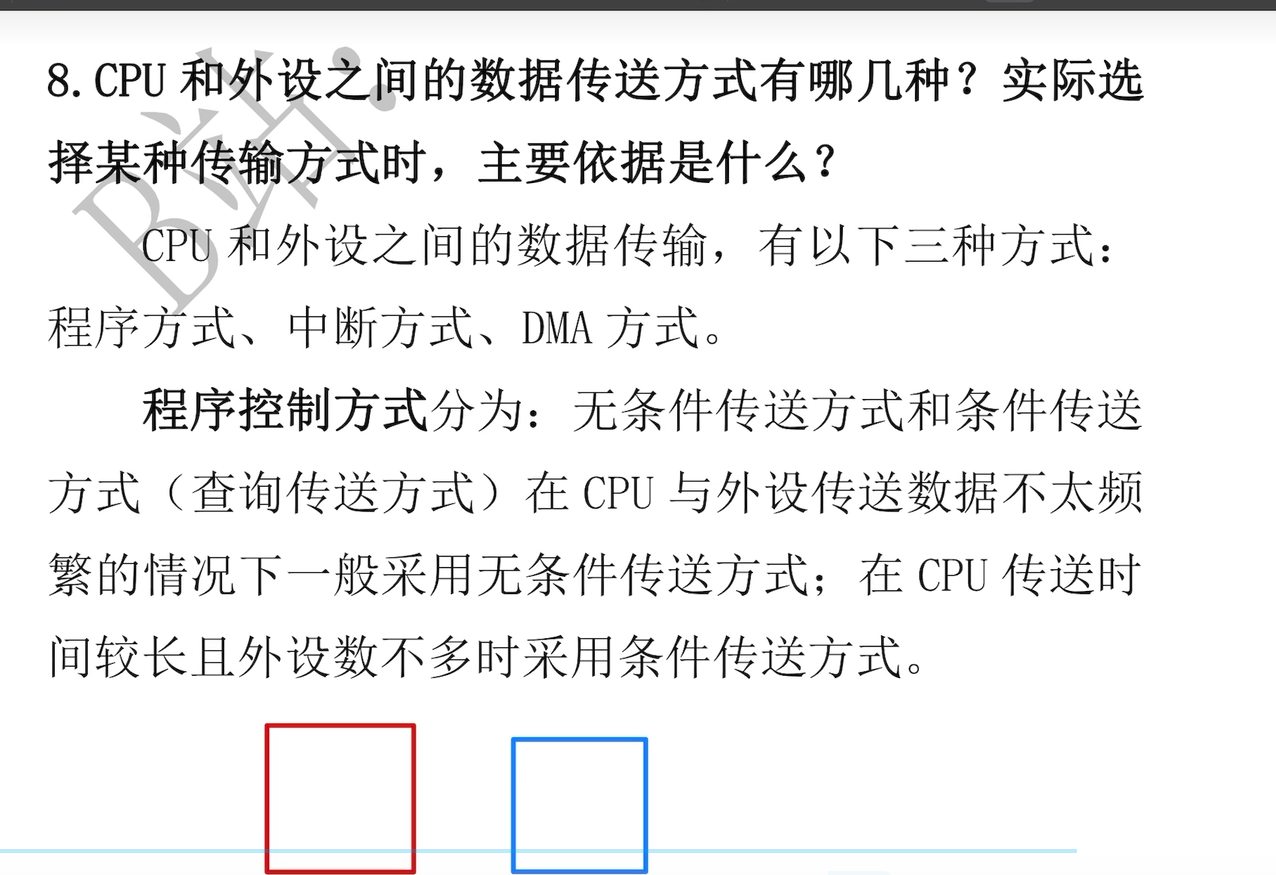 8. CPU 和外设之间的数据传送方式有哪几种？实际选
择某种传输方式时，主要依据是什么？
CPU 和外设之间的数据传输，有以下三种方式：
程序方式、中断方式、DMA 方式。
程序控制方式分为：无条件传送方式和条件传送
方式（查询传送方式）在 CPU 与外设传送数据不太频
繁的情况下一般采用无条件传送方式；在 CPU 传送时
间较长且外设数不多时采用条件传送方式。
B站：